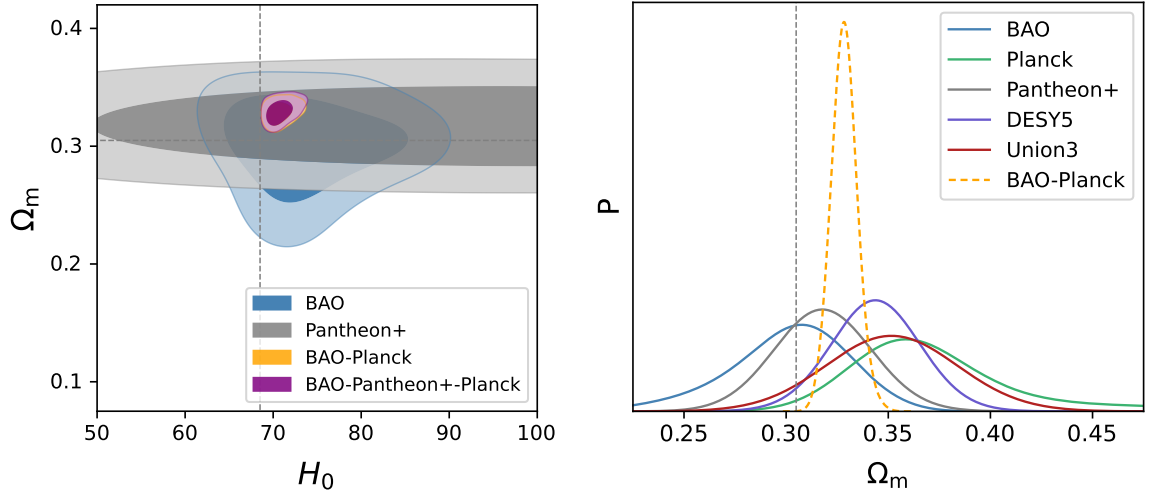 0.4
0.3
0.2
0.1
Ωm
50
60
70
80
90
100
H0
BAO
Pantheon+
BAO-Planck
BAO-Pantheon+-Planck
P
BAO
Planck
Pantheon+
DESY5
Union3
BAO-Planck
0.25
0.30
0.35
0.40
0.45
Ωm